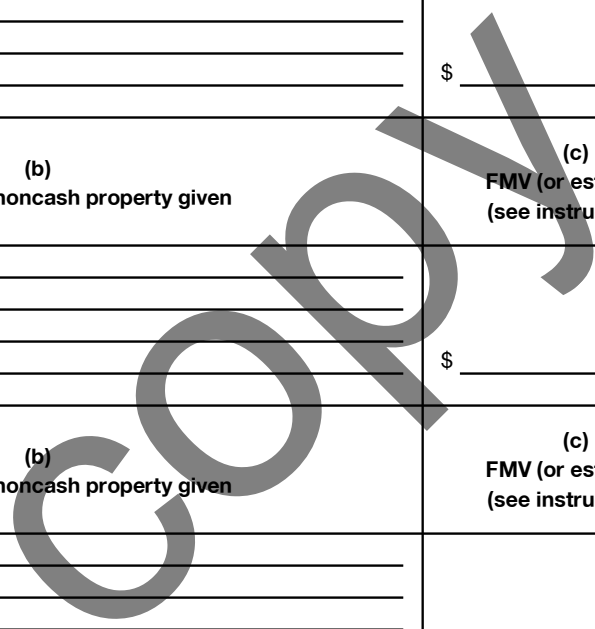 $
(b)
noncash property given
(c)
FMV (or est
(see instru
$
(b)
noncash property given
(c)
FMV (or est
(see instru
copy